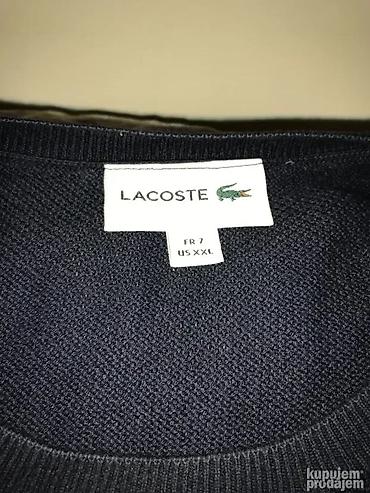 LACOSTE
FR 7
US XXL
kupujem
prodajem